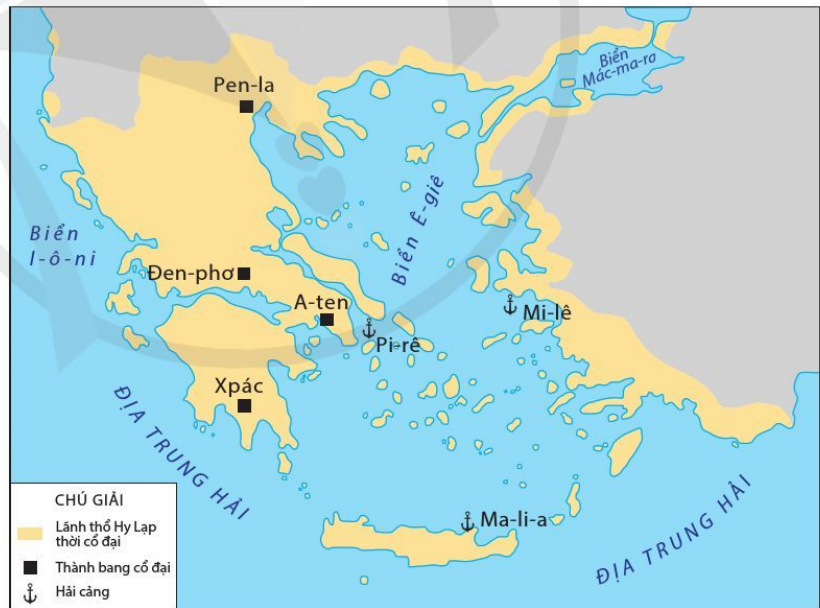 Pen-la
Biển
Mác-ma-ra
Biển Ê-giê
Biển
I-ô-ni
Đen-phơ
A-ten
Pi-rê
Mi-lê
Xpác
ĐỊA TRUNG HẢI
Ma-li-a
ĐỊA TRUNG HẢI
CHÚ GIẢI
Lãnh thổ Hy Lạp
thời cổ đại
Thành bang cổ đại
Hải cảng